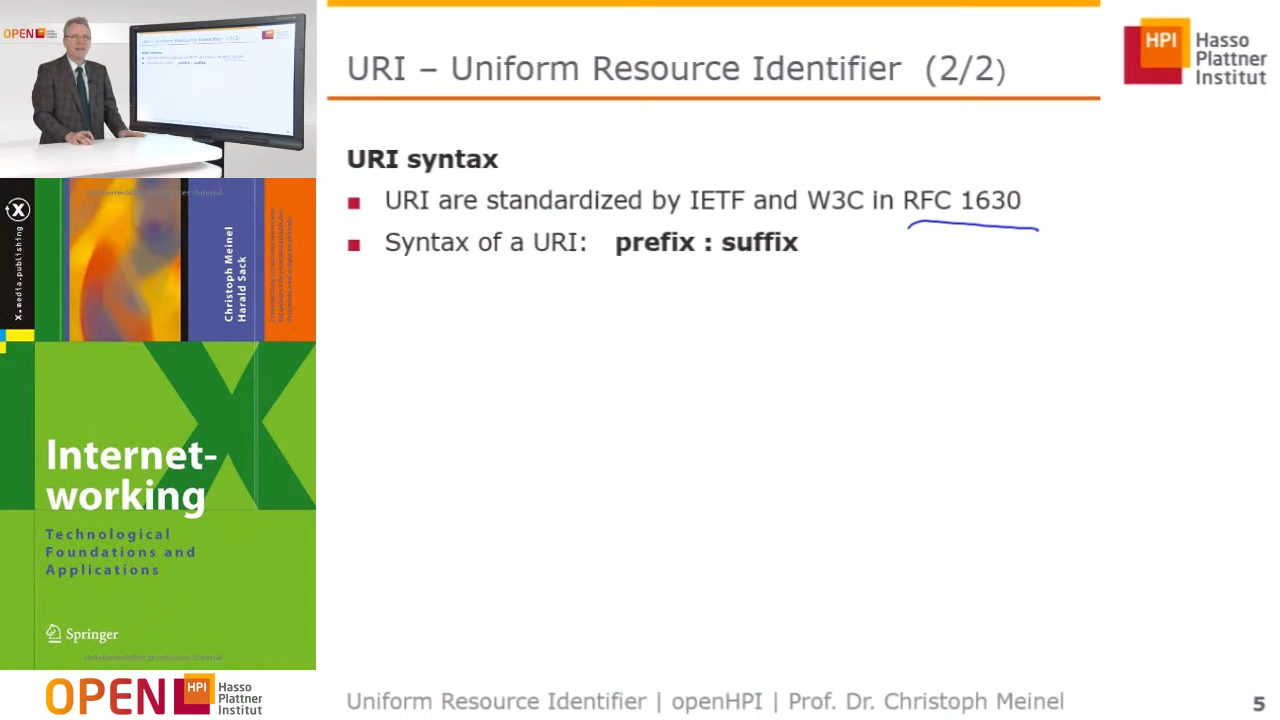 OPEN
URI – Uniform Resource Identifier (2/2)
HPI Hasso
Plattner
Institut
URI syntax
URI are standardized by IETF and W3C in RFC 1630
Syntax of a URI: prefix : suffix
X.media.publishing
Christoph Meinel
Harald Sack
Internet-
working
Technological
Foundations and
Applications
Springer
OPEN HPI Hasso
Plattner
Institut
Uniform Resource Identifier | openHPI | Prof. Dr. Christoph Meinel
5